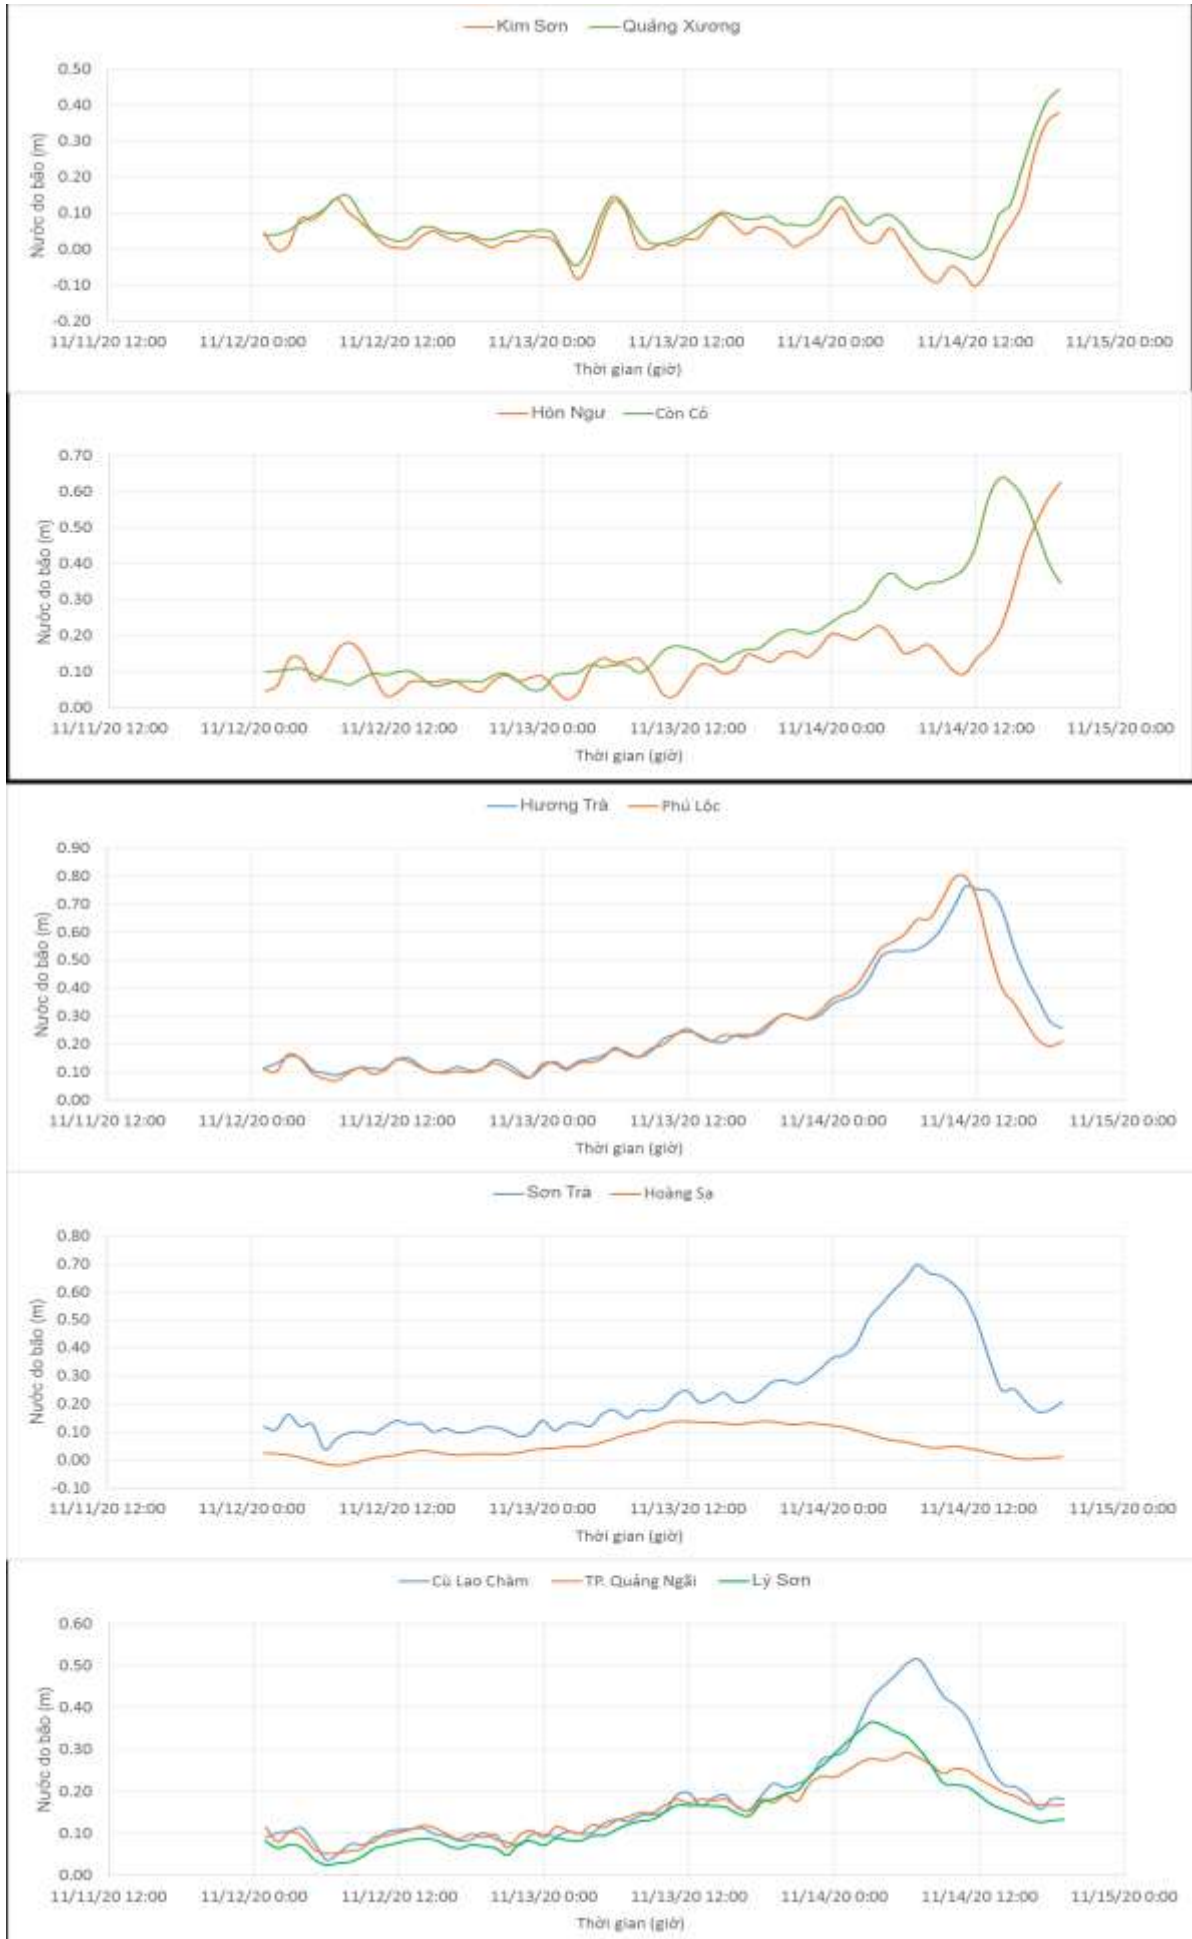 Kim Sơn Quảng Xương
0.50
0.40
0.30
0.20
0.10
0.00
-0.10
-0.20
Nước do bão (m)
11/11/20 12:00 11/12/20 0:00 11/12/20 12:00 11/13/20 0:00 11/13/20 12:00 11/14/20 0:00 11/14/20 12:00 11/15/20 0:00
Thời gian (giờ)
Hòn Ngư Còn Cỏ
0.70
0.60
0.50
0.40
0.30
0.20
0.10
0.00
Nước do bão (m)
11/11/20 12:00 11/12/20 0:00 11/12/20 12:00 11/13/20 0:00 11/13/20 12:00 11/14/20 0:00 11/14/20 12:00 11/15/20 0:00
Thời gian (giờ)
Hương Trà Phú Lộc
0.90
0.80
0.70
0.60
0.50
0.40
0.30
0.20
0.10
0.00
Nước do bão (m)
11/11/20 12:00 11/12/20 0:00 11/12/20 12:00 11/13/20 0:00 11/13/20 12:00 11/14/20 0:00 11/14/20 12:00 11/15/20 0:00
Thời gian (giờ)
Sơn Trà Hoàng Sa
0.80
0.70
0.60
0.50
0.40
0.30
0.20
0.10
0.00
-0.10
Nước do bão (m)
11/11/20 12:00 11/12/20 0:00 11/12/20 12:00 11/13/20 0:00 11/13/20 12:00 11/14/20 0:00 11/14/20 12:00 11/15/20 0:00
Thời gian (giờ)
Cù Lao Chàm TP. Quảng Ngãi Lý Sơn
0.60
0.50
0.40
0.30
0.20
0.10
0.00
Nước do bão (m)
11/11/20 12:00 11/12/20 0:00 11/12/20 12:00 11/13/20 0:00 11/13/20 12:00 11/14/20 0:00 11/14/20 12:00 11/15/20 0:00
Thời gian (giờ)